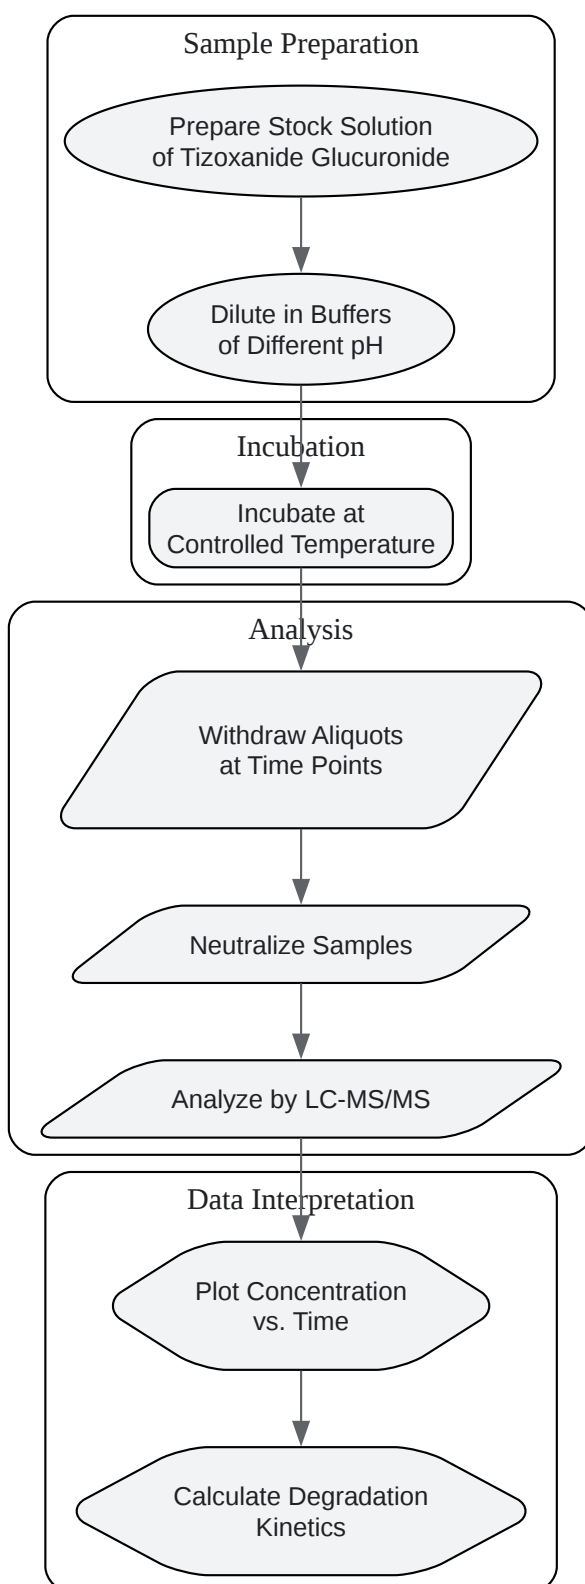 Sample Preparation
Prepare Stock Solution
of Tizoxanide Glucuronide
Dilute in Buffers
of Different pH
Incubation
Incubate at
Controlled Temperature
Analysis
Withdraw Aliquots
at Time Points
Neutralize Samples
Analyze by LC-MS/MS
Data Interpretation
Plot Concentration
vs. Time
Calculate Degradation
Kinetics